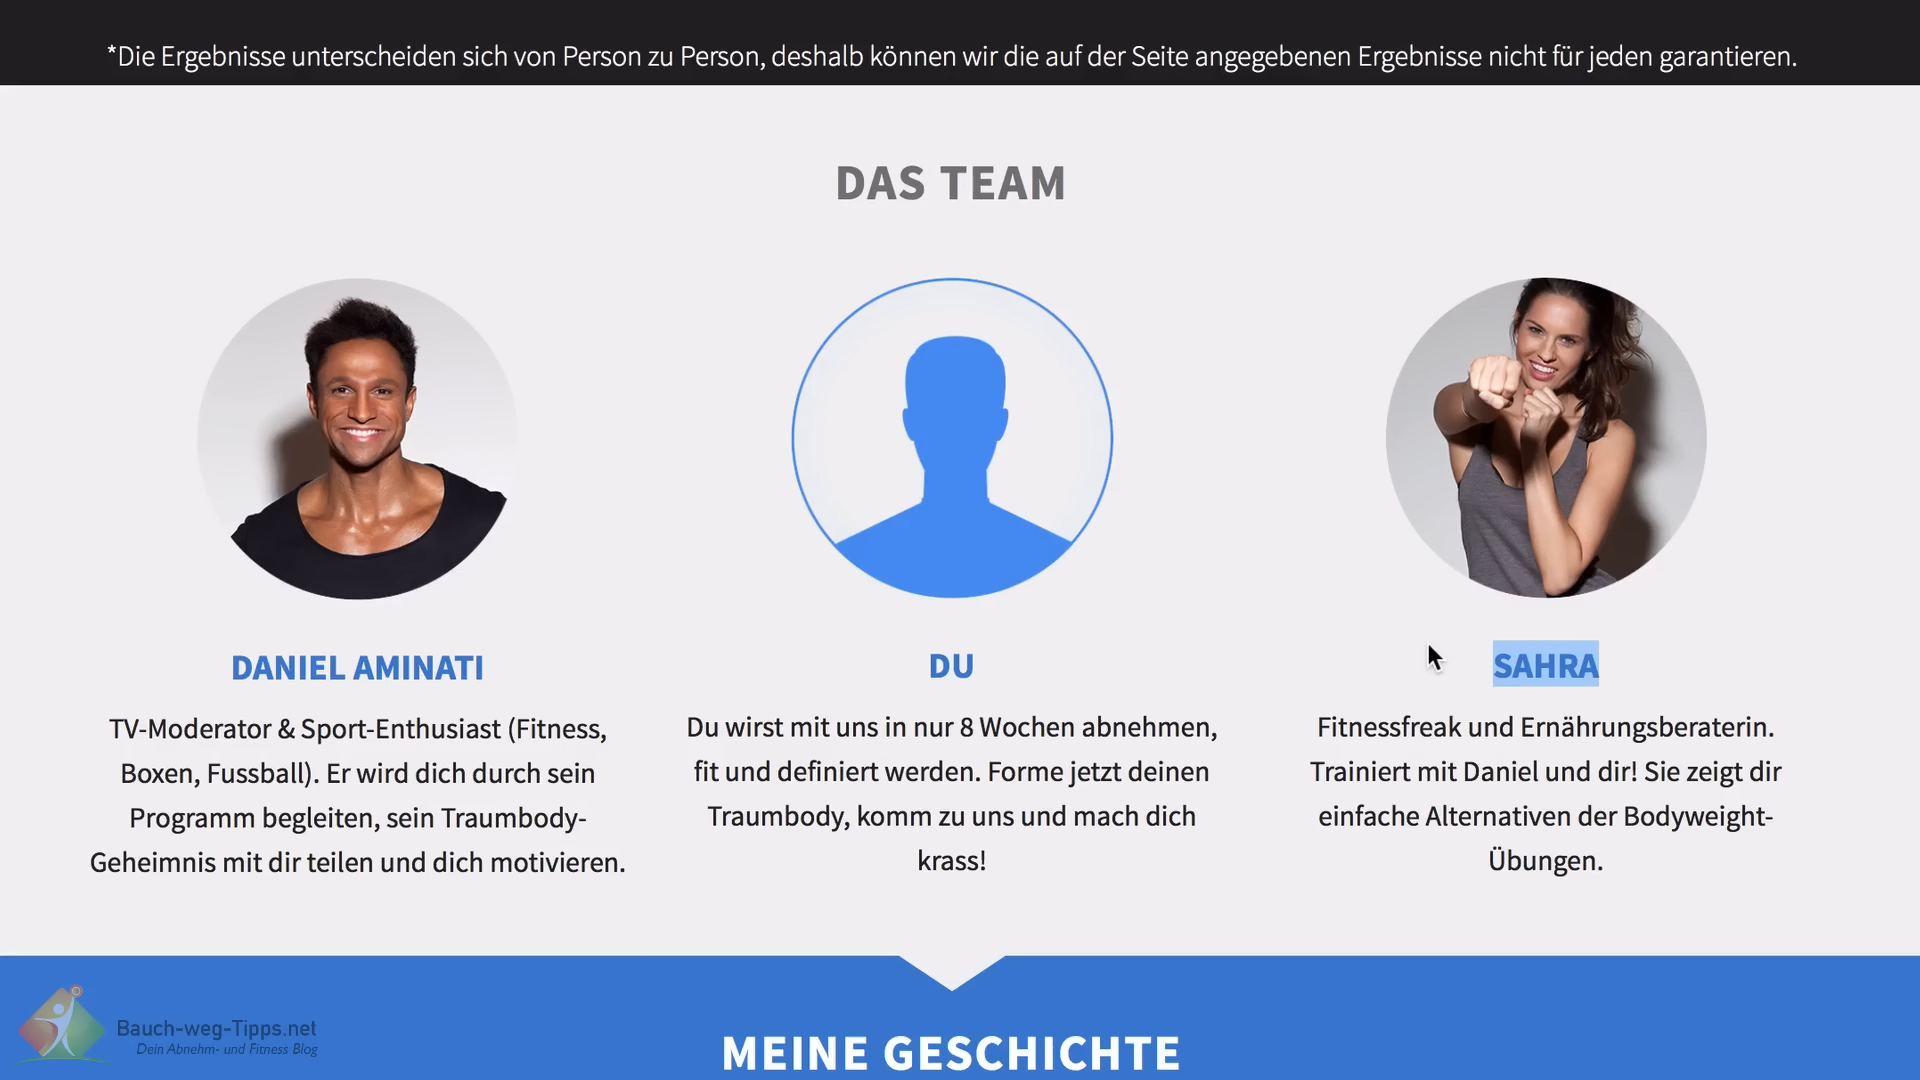 *Die Ergebnisse unterscheiden sich von Person zu Person, deshalb können wir die auf der Seite angegebenen Ergebnisse nicht für jeden garantieren.
DAS TEAM
DANIEL AMINATI
TV-Moderator & Sport-Enthusiast (Fitness,
Boxen, Fussball). Er wird dich durch sein
Programm begleiten, sein Traumbody-
Geheimnis mit dir teilen und dich motivieren.
DU
Du wirst mit uns in nur 8 Wochen abnehmen,
fit und definiert werden. Forme jetzt deinen
Traumbody, komm zu uns und mach dich
krass!
SAHRA
Fitnessfreak und Ernährungsberaterin.
Trainiert mit Daniel und dir! Sie zeigt dir
einfache Alternativen der Bodyweight-
Übungen.
Bauch-weg-Tipps.net
Dein Abnehm- und Fitness Blog
MEINE GESCHICHTE